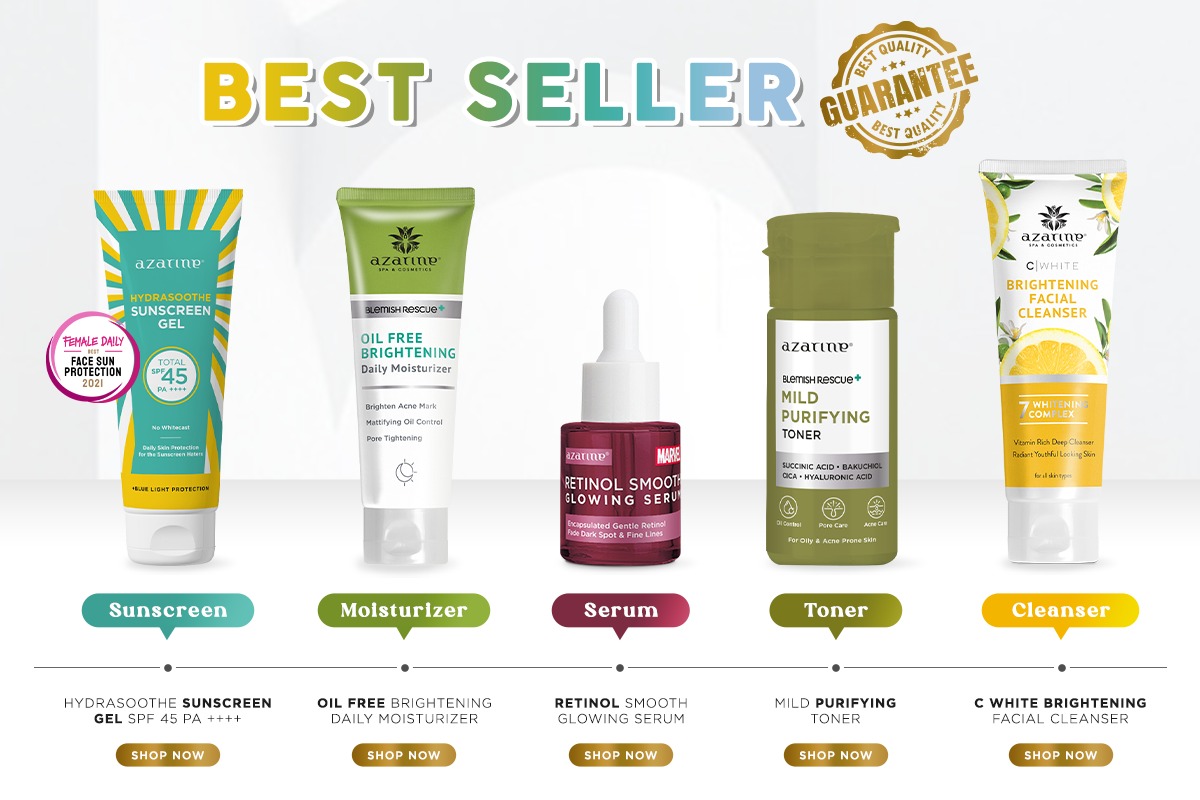 BEST SELLER
BEST QUALITY
GUARANTEE
BEST QUALITY
azarine®
HYDRASOOTHE
SUNSCREEN
GEL
TOTAL
SPF 45
PA ++++
No Whitecast
Daily Skin Protection
for the Sunscreen Haters
+BLUE LIGHT PROTECTION
FEMALE DAILY
BEST
FACE SUN
PROTECTION
2021
azarine®
SPA & COSMETICS
BLEMISH RESCUE+
OIL FREE
BRIGHTENING
Daily Moisturizer
Brighten Acne Mark
Mattifying Oil Control
Pore Tightening
azarine®
MARVEL
RETINOL SMOOTH
GLOWING SERUM
Encapsulated Gentle Retinol
Fade Dark Spot & Fine Lines
azarine®
BLEMISH RESCUE+
MILD
PURIFYING
TONER
SUCCINIC ACID • BAKUCHIOL
CICA • HYALURONIC ACID
Oil Control Pore Care Acne Care
For Oily & Acne Prone Skin
azarine®
SPA & COSMETICS
C|WHITE
BRIGHTENING
FACIAL
CLEANSER
7 WHITENING
COMPLEX
Vitamin Rich Deep Cleanser
Radiant Youthful Looking Skin
for all skin types
Sunscreen
Moisturizer
Serum
Toner
Cleanser
HYDRASOOTHE SUNSCREEN
GEL SPF 45 PA ++++
SHOP NOW
OIL FREE BRIGHTENING
DAILY MOISTURIZER
SHOP NOW
RETINOL SMOOTH
GLOWING SERUM
SHOP NOW
MILD PURIFYING
TONER
SHOP NOW
C WHITE BRIGHTENING
FACIAL CLEANSER
SHOP NOW